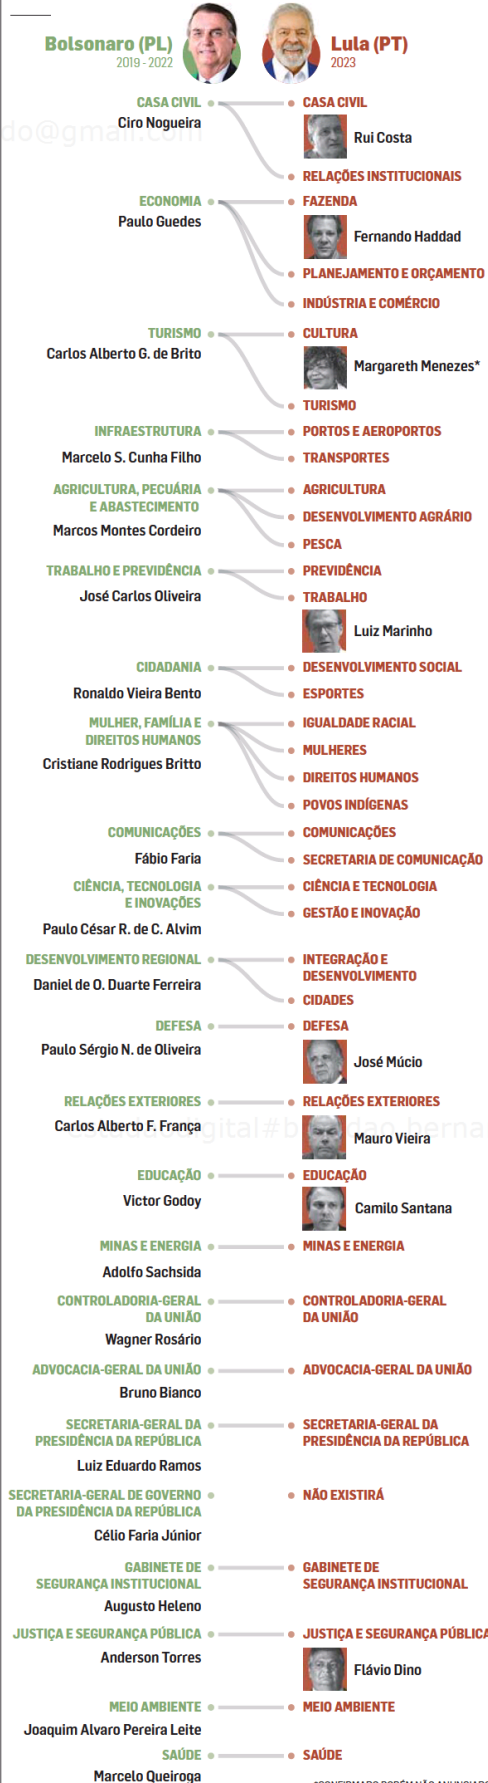 Bolsonaro (PL)
2019 - 2022
Lula (PT)
2023
CASA CIVIL
Ciro Nogueira
CASA CIVIL
do@gmail.com
Rui Costa
RELAÇÕES INSTITUCIONAIS
ECONOMIA
Paulo Guedes
FAZENDA
Fernando Haddad
PLANEJAMENTO E ORÇAMENTO
INDÚSTRIA E COMÉRCIO
TURISMO
Carlos Alberto G. de Brito
CULTURA
Margareth Menezes*
TURISMO
INFRAESTRUTURA
Marcelo S. Cunha Filho
PORTOS E AEROPORTOS
TRANSPORTES
AGRICULTURA, PECUÁRIA
E ABASTECIMENTO
Marcos Montes Cordeiro
AGRICULTURA
DESENVOLVIMENTO AGRÁRIO
PESCA
TRABALHO E PREVIDÊNCIA
José Carlos Oliveira
PREVIDÊNCIA
TRABALHO
Luiz Marinho
CIDADANIA
Ronaldo Vieira Bento
DESENVOLVIMENTO SOCIAL
ESPORTES
MULHER, FAMÍLIA E
DIREITOS HUMANOS
Cristiane Rodrigues Britto
IGUALDADE RACIAL
MULHERES
DIREITOS HUMANOS
POVOS INDÍGENAS
COMUNICAÇÕES
Fábio Faria
COMUNICAÇÕES
SECRETARIA DE COMUNICAÇÃO
CIÊNCIA, TECNOLOGIA
E INOVAÇÕES
Paulo César R. de C. Alvim
CIÊNCIA E TECNOLOGIA
GESTÃO E INOVAÇÃO
DESENVOLVIMENTO REGIONAL
Daniel de O. Duarte Ferreira
INTEGRAÇÃO E
DESENVOLVIMENTO
CIDADES
DEFESA
Paulo Sérgio N. de Oliveira
DEFESA
José Múcio
RELAÇÕES EXTERIORES
Carlos Alberto F. França
RELAÇÕES EXTERIORES
Mauro Vieira
EDUCAÇÃO
Victor Godoy
EDUCAÇÃO
Camilo Santana
MINAS E ENERGIA
Adolfo Sachsida
MINAS E ENERGIA
CONTROLADORIA-GERAL
DA UNIÃO
Wagner Rosário
CONTROLADORIA-GERAL
DA UNIÃO
ADVOCACIA-GERAL DA UNIÃO
Bruno Bianco
ADVOCACIA-GERAL DA UNIÃO
SECRETARIA-GERAL DA
PRESIDÊNCIA DA REPÚBLICA
Luiz Eduardo Ramos
SECRETARIA-GERAL DA
PRESIDÊNCIA DA REPÚBLICA
SECRETARIA-GERAL DE GOVERNO
DA PRESIDÊNCIA DA REPÚBLICA
Célio Faria Júnior
NÃO EXISTIRÁ
GABINETE DE
SEGURANÇA INSTITUCIONAL
Augusto Heleno
GABINETE DE
SEGURANÇA INSTITUCIONAL
JUSTIÇA E SEGURANÇA PÚBLICA
Anderson Torres
JUSTIÇA E SEGURANÇA PÚBLICA
Flávio Dino
MEIO AMBIENTE
Joaquim Alvaro Pereira Leite
MEIO AMBIENTE
SAÚDE
Marcelo Queiroga
SAÚDE